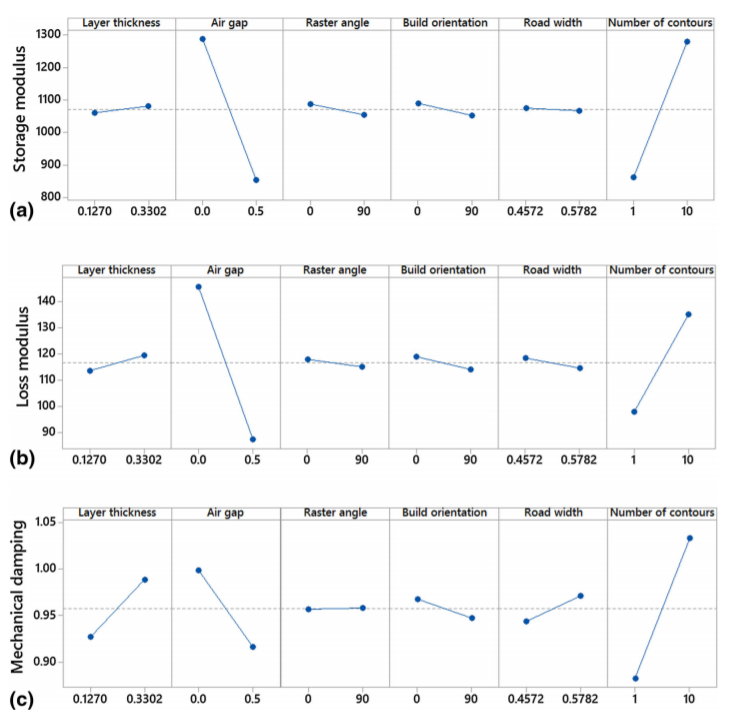 Layer thickness Air gap Raster angle Build orientation Road width Number of contours
Storage modulus
1300
1200
1100
1000
900
800
(a)
0.1270 0.3302 0.0 0.5 0 90 0 90 0.4572 0.5782 1 10
Layer thickness Air gap Raster angle Build orientation Road width Number of contours
Loss modulus
140
130
120
110
100
90
(b)
0.1270 0.3302 0.0 0.5 0 90 0 90 0.4572 0.5782 1 10
Layer thickness Air gap Raster angle Build orientation Road width Number of contours
Mechanical damping
1.05
1.00
0.95
0.90
(c)
0.1270 0.3302 0.0 0.5 0 90 0 90 0.4572 0.5782 1 10